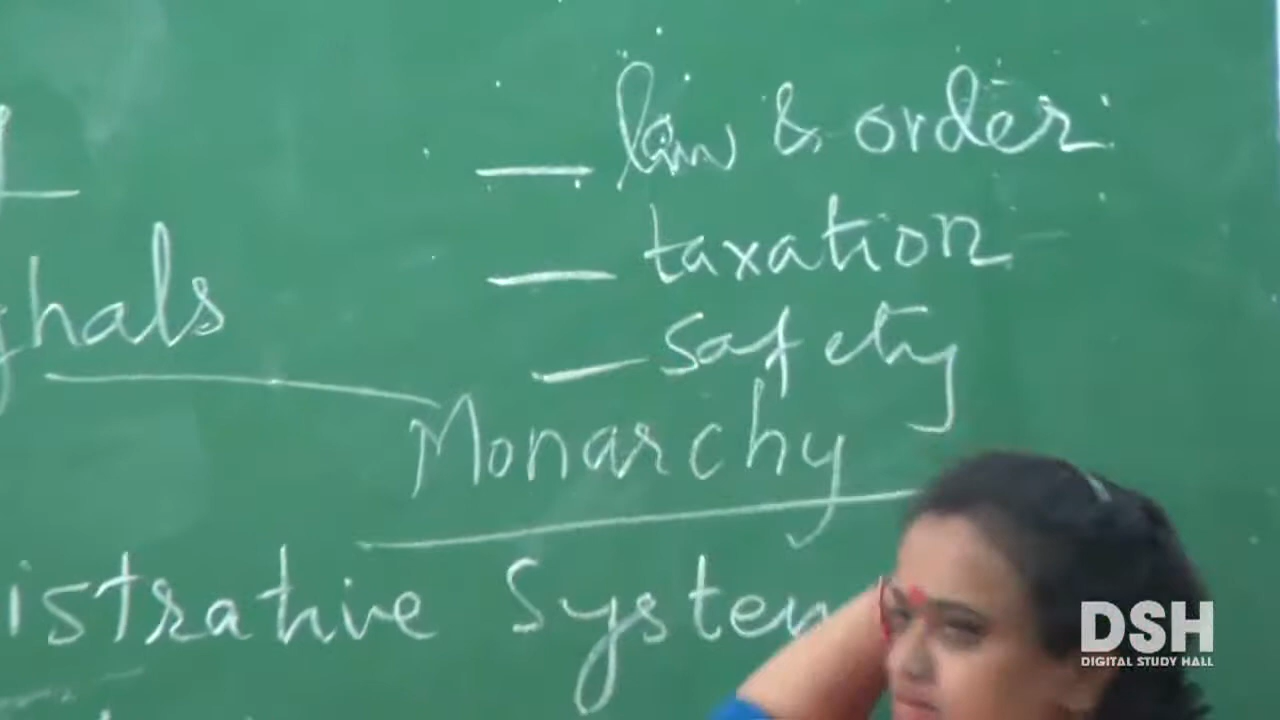 — law & order
— taxation
ghals
— safety
Monarchy
istrative System
DSH
DIGITAL STUDY HALL